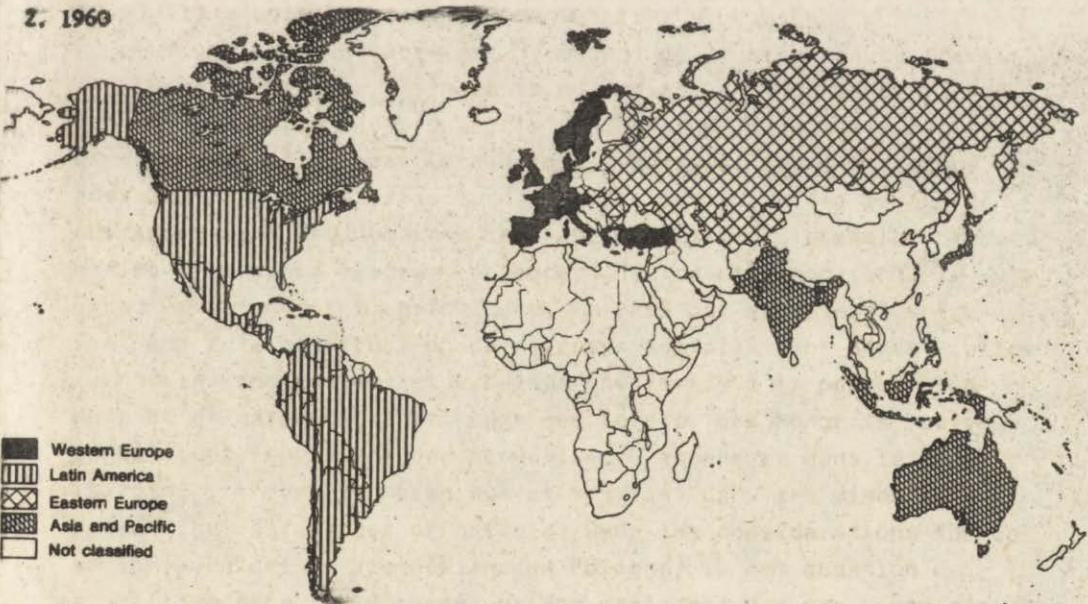 2. 1960
Western Europe
Latin America
Eastern Europe
Asia and Pacific
Not classified